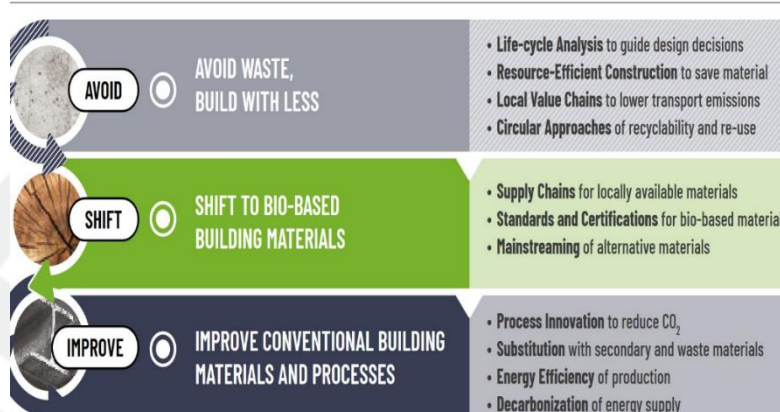 AVOID
AVOID WASTE,
BUILD WITH LESS
• Life-cycle Analysis to guide design decisions
• Resource-Efficient Construction to save material
• Local Value Chains to lower transport emissions
• Circular Approaches of recyclability and re-use
SHIFT
SHIFT TO BIO-BASED
BUILDING MATERIALS
• Supply Chains for locally available materials
• Standards and Certifications for bio-based materia
• Mainstreaming of alternative materials
IMPROVE
IMPROVE CONVENTIONAL BUILDING
MATERIALS AND PROCESSES
• Process Innovation to reduce CO₂
• Substitution with secondary and waste materials
• Energy Efficiency of production
• Decarbonization of energy supply